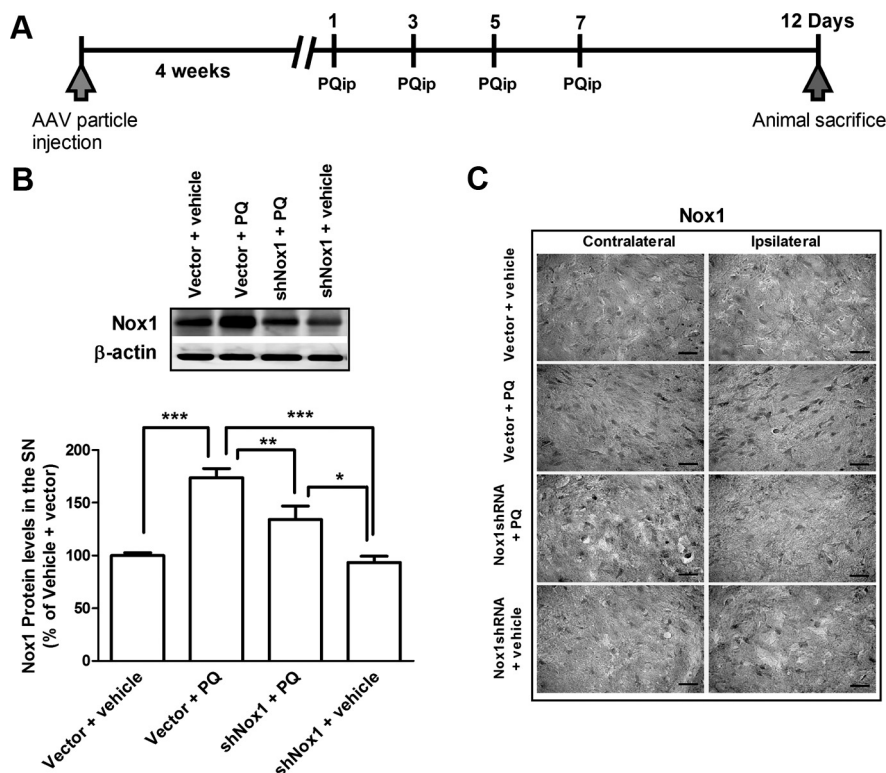 A
1 3 5 7 12 Days
4 weeks
PQip PQip PQip PQip
AAV particle
injection
Animal sacrifice
B
Vector + vehicle
Vector + PQ
shNox1 + PQ
shNox1 + vehicle
Nox1
β-actin
Nox1 Protein levels in the SN
(% of Vehicle + vector)
200
150
100
50
0
***
***
**
*
Vector + vehicle
Vector + PQ
shNox1 + PQ
shNox1 + vehicle
C
Nox1
Contralateral Ipsilateral
Vector + vehicle
Vector + PQ
Nox1shRNA
+ PQ
Nox1shRNA
+ vehicle